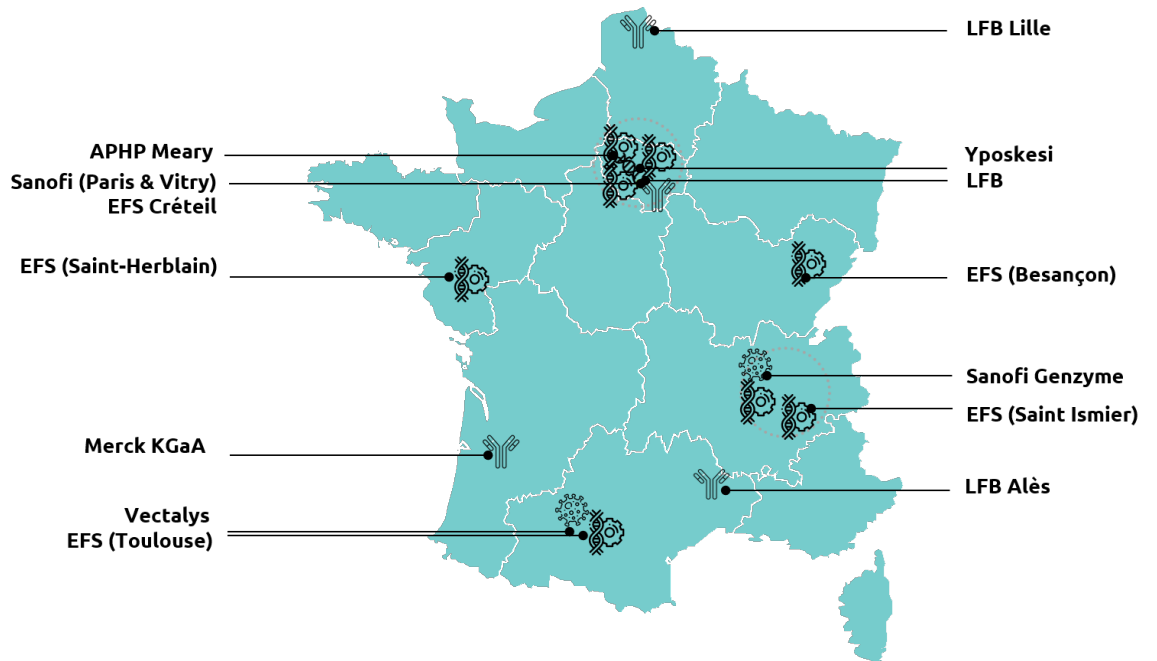 LFB Lille
APHP Meary
Sanofi (Paris & Vitry)
EFS Créteil
Yposkesi
LFB
EFS (Saint-Herblain)
EFS (Besançon)
Sanofi Genzyme
EFS (Saint Ismier)
Merck KGaA
LFB Alès
Vectalys
EFS (Toulouse)